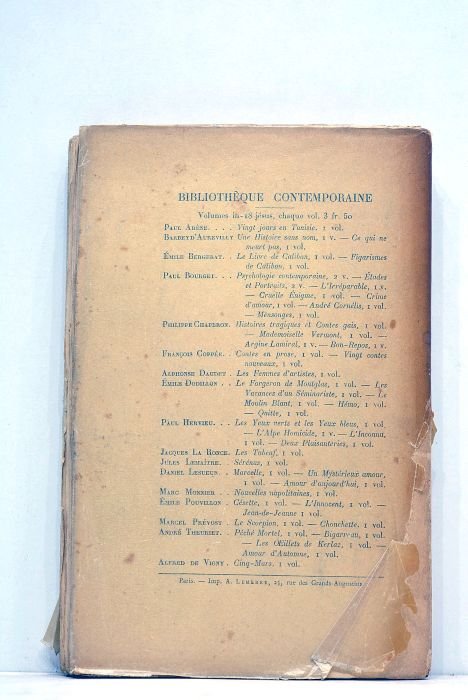 BIBLIOTHÈQUE CONTEMPORAINE
Volumes in-18 jésus, chaque vol. 3 fr. 50
PAUL ARÈNE. . . . Vingt jours en Tunisie. 1 vol.
BARBEY D'AUREVILLY Une Histoire sans nom, 1 v. — Ce qui ne
meurt pas, 1 vol.
ÉMILE BERGERAT. . Le Livre de Caliban, 1 vol. — Figarismes
de Caliban, 1 vol.
PAUL BOURGET. . . Psychologie contemporaine, 2 v. — Études
et Portraits, 2 v. — L'Irréparable, 1 v.
— Cruelle Énigme, 1 vol. — Crime
d'amour, 1 vol. — André Cornélis, 1 vol.
— Mensonges, 1 vol.
PHILIPPE CHAPERON. Histoires tragiques et Contes gais, 1 vol.
— Mademoiselle Vermont, 1 vol. —
Argine Lamiral, 1 v. — Bon-Repos, 1 v.
FRANÇOIS COPPÉE. . Contes en prose, 1 vol. — Vingt contes
nouveaux, 1 vol.
ALPHONSE DAUDET . Les Femmes d'artistes, 1 vol.
ÉMILE DODILLON . . Le Forgeron de Montglas, 1 vol. — Les
Vacances d'un Séminariste, 1 vol. — Le
Moulin Blant, 1 vol. — Hémo, 1 vol.
— Quitte, 1 vol.
PAUL HERVIEU. . . Les Yeux verts et les Yeux bleus, 1 vol.
— L'Alpe Homicide, 1 v. — L'Inconnu,
1 vol. — Deux Plaisanteries, 1 vol.
JACQUES LA RONCE. Les Tubœuf, 1 vol.
JULES LEMAÎTRE. . Sérénus, 1 vol.
DANIEL LESUEUR. . Marcelle, 1 vol. — Un Mystérieux amour,
1 vol. — Amour d'aujourd'hui, 1 vol.
MARC MONNIER . . Nouvelles napolitaines, 1 vol.
ÉMILE POUVILLON . Césette, 1 vol. — L'Innocent, 1 vol. —
Jean-de-Jeanne 1 vol.
MARCEL PRÉVOST . Le Scorpion, 1 vol. — Chonchette. 1 vol.
ANDRÉ THEURIET . . Péché Mortel, 1 vol. — Bigarreau, 1 vol.
— Les Œillets de Kerlaz, 1 vol. —
Amour d'Automne, 1 vol.
ALFRED DE VIGNY . Cinq-Mars. 1 vol.
Paris. — Imp. A. LEMERRE, 25, rue des Grands-Augustins.